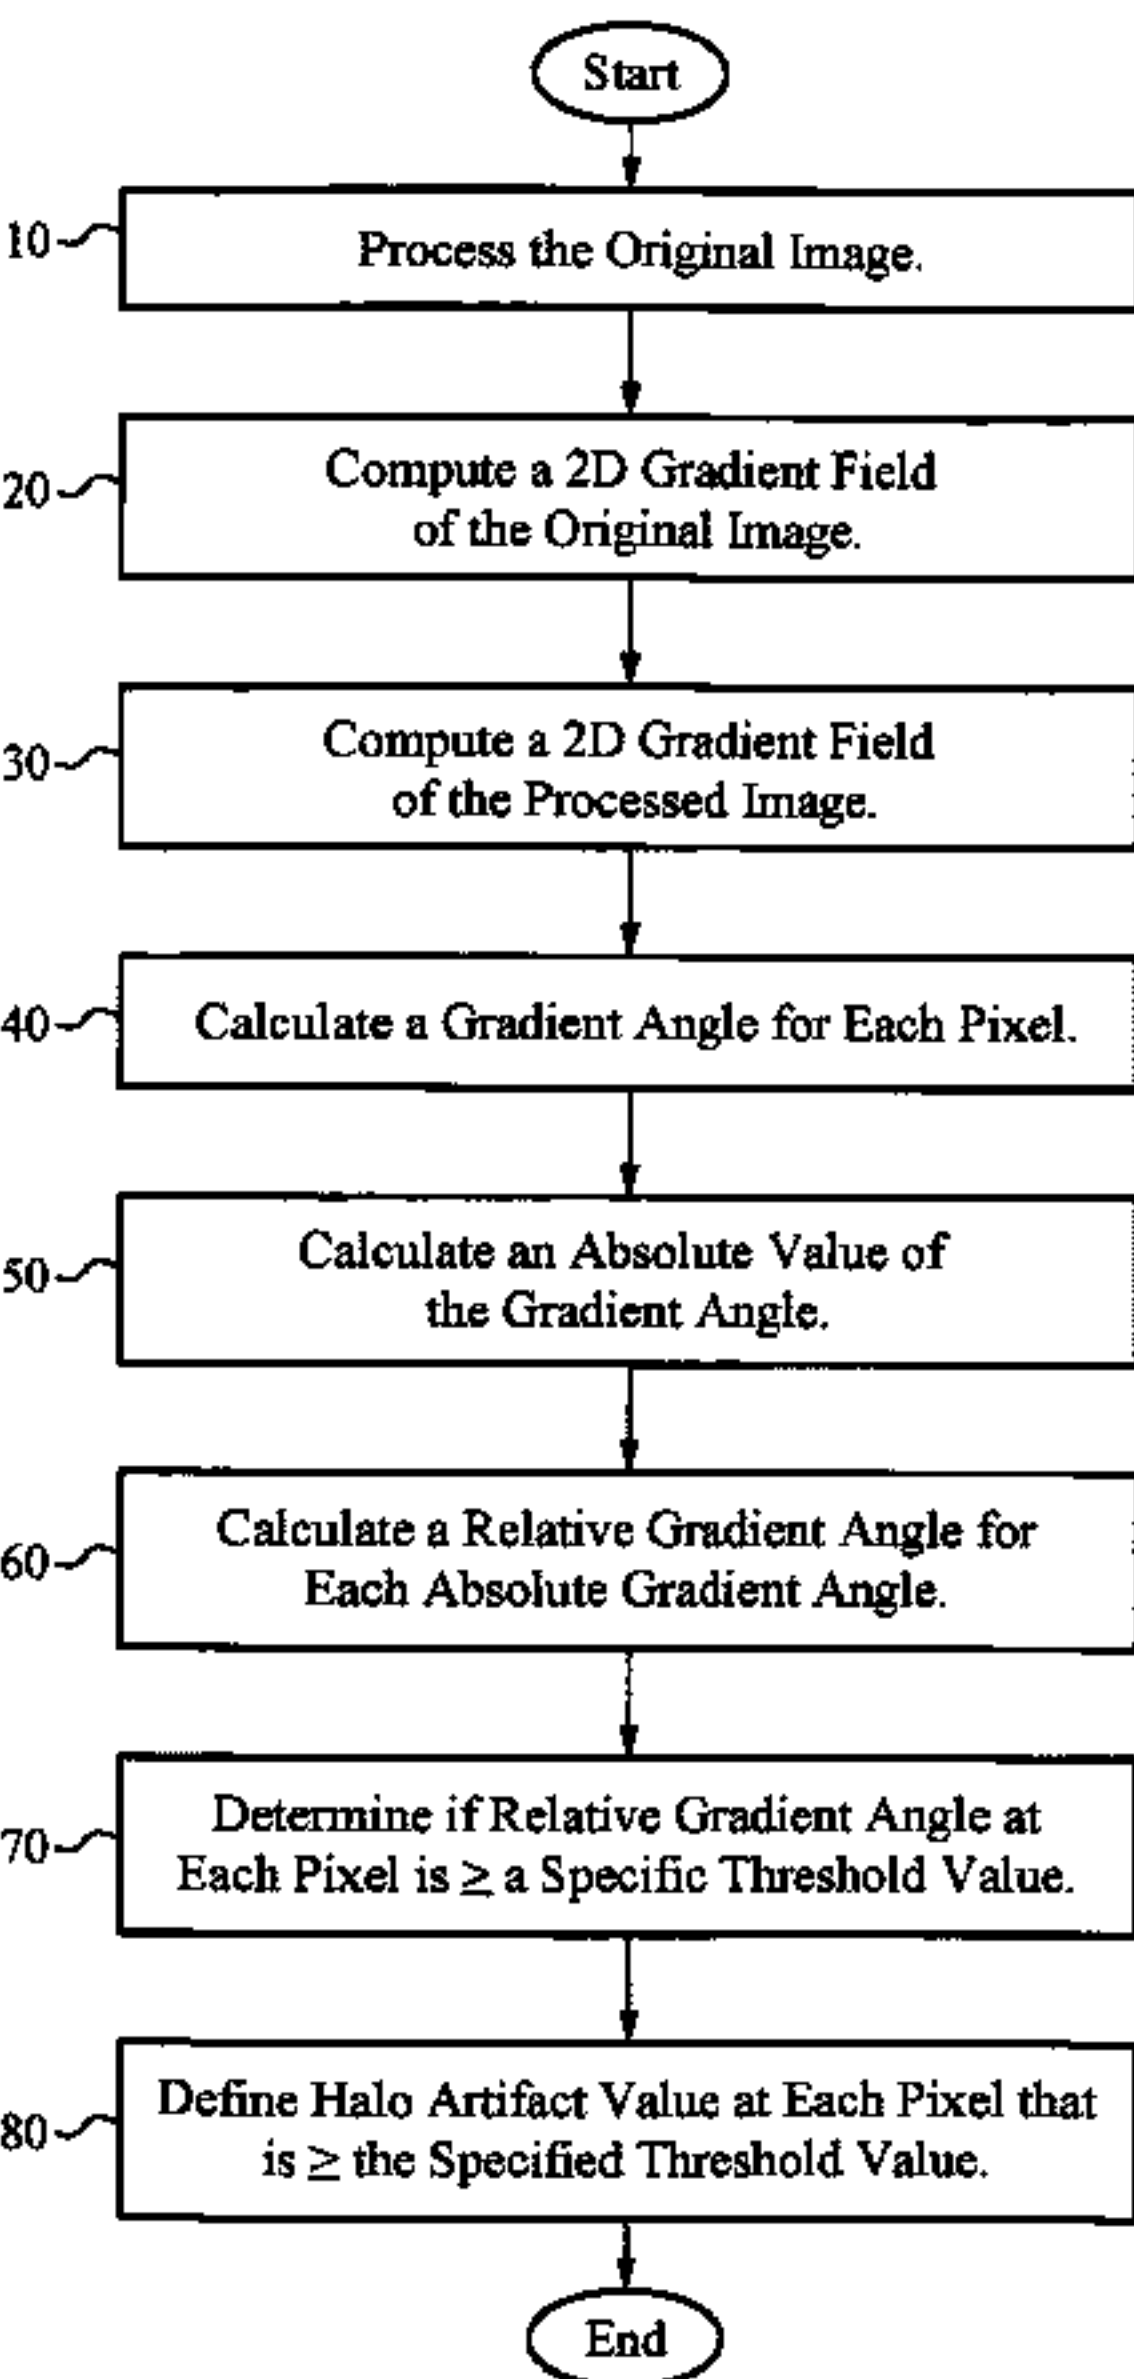 Start
10
Process the Original Image.
20
Compute a 2D Gradient Field
of the Original Image.
30
Compute a 2D Gradient Field
of the Processed Image.
40
Calculate a Gradient Angle for Each Pixel.
50
Calculate an Absolute Value of
the Gradient Angle.
60
Calculate a Relative Gradient Angle for
Each Absolute Gradient Angle.
70
Determine if Relative Gradient Angle at
Each Pixel is ≥ a Specific Threshold Value.
80
Define Halo Artifact Value at Each Pixel that
is ≥ the Specified Threshold Value.
End